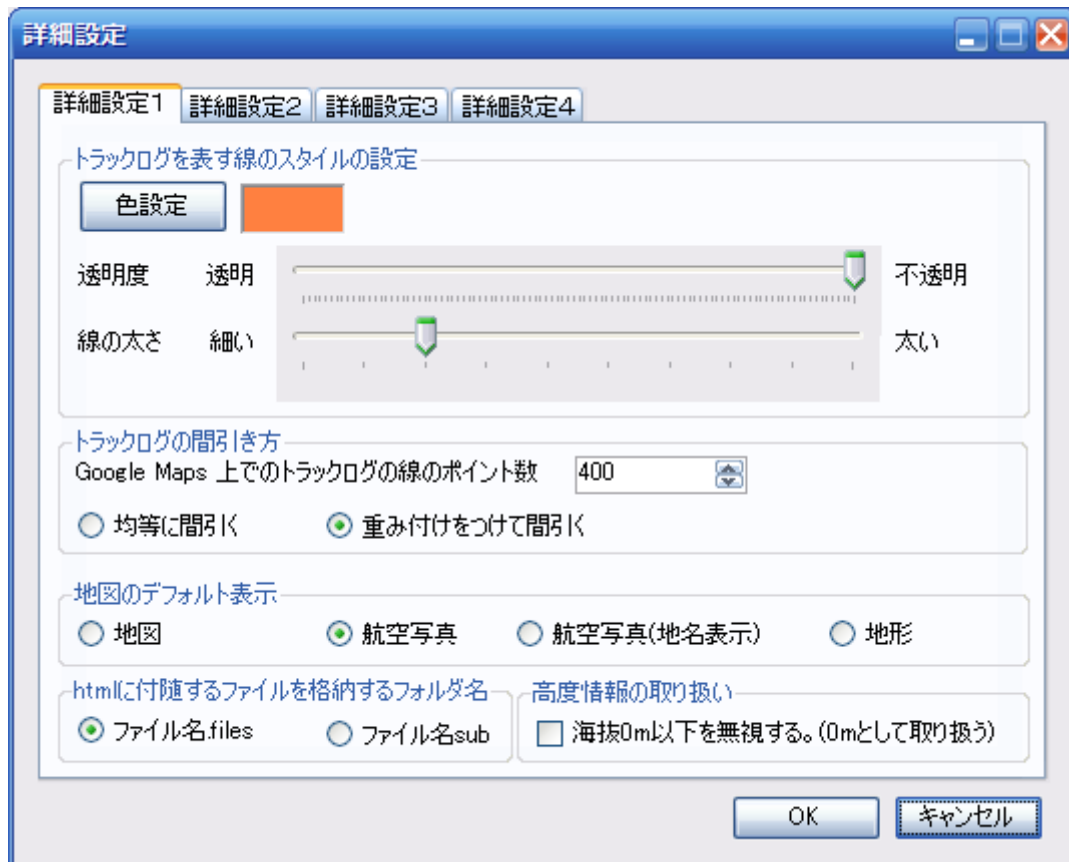 詳細設定
詳細設定1 詳細設定2 詳細設定3 詳細設定4
トラックログを表す線のスタイルの設定
色設定
透明度 透明 不透明
線の太さ 細い 太い
トラックログの間引き方
Google Maps 上でのトラックログの線のポイント数 400
均等に間引く 重み付けをつけて間引く
地図のデフォルト表示
地図 航空写真 航空写真(地名表示) 地形
htmlに付随するファイルを格納するフォルダ名 高度情報の取り扱い
ファイル名.files ファイル名sub 海抜0m以下を無視する。(0mとして取り扱う)
OK キャンセル